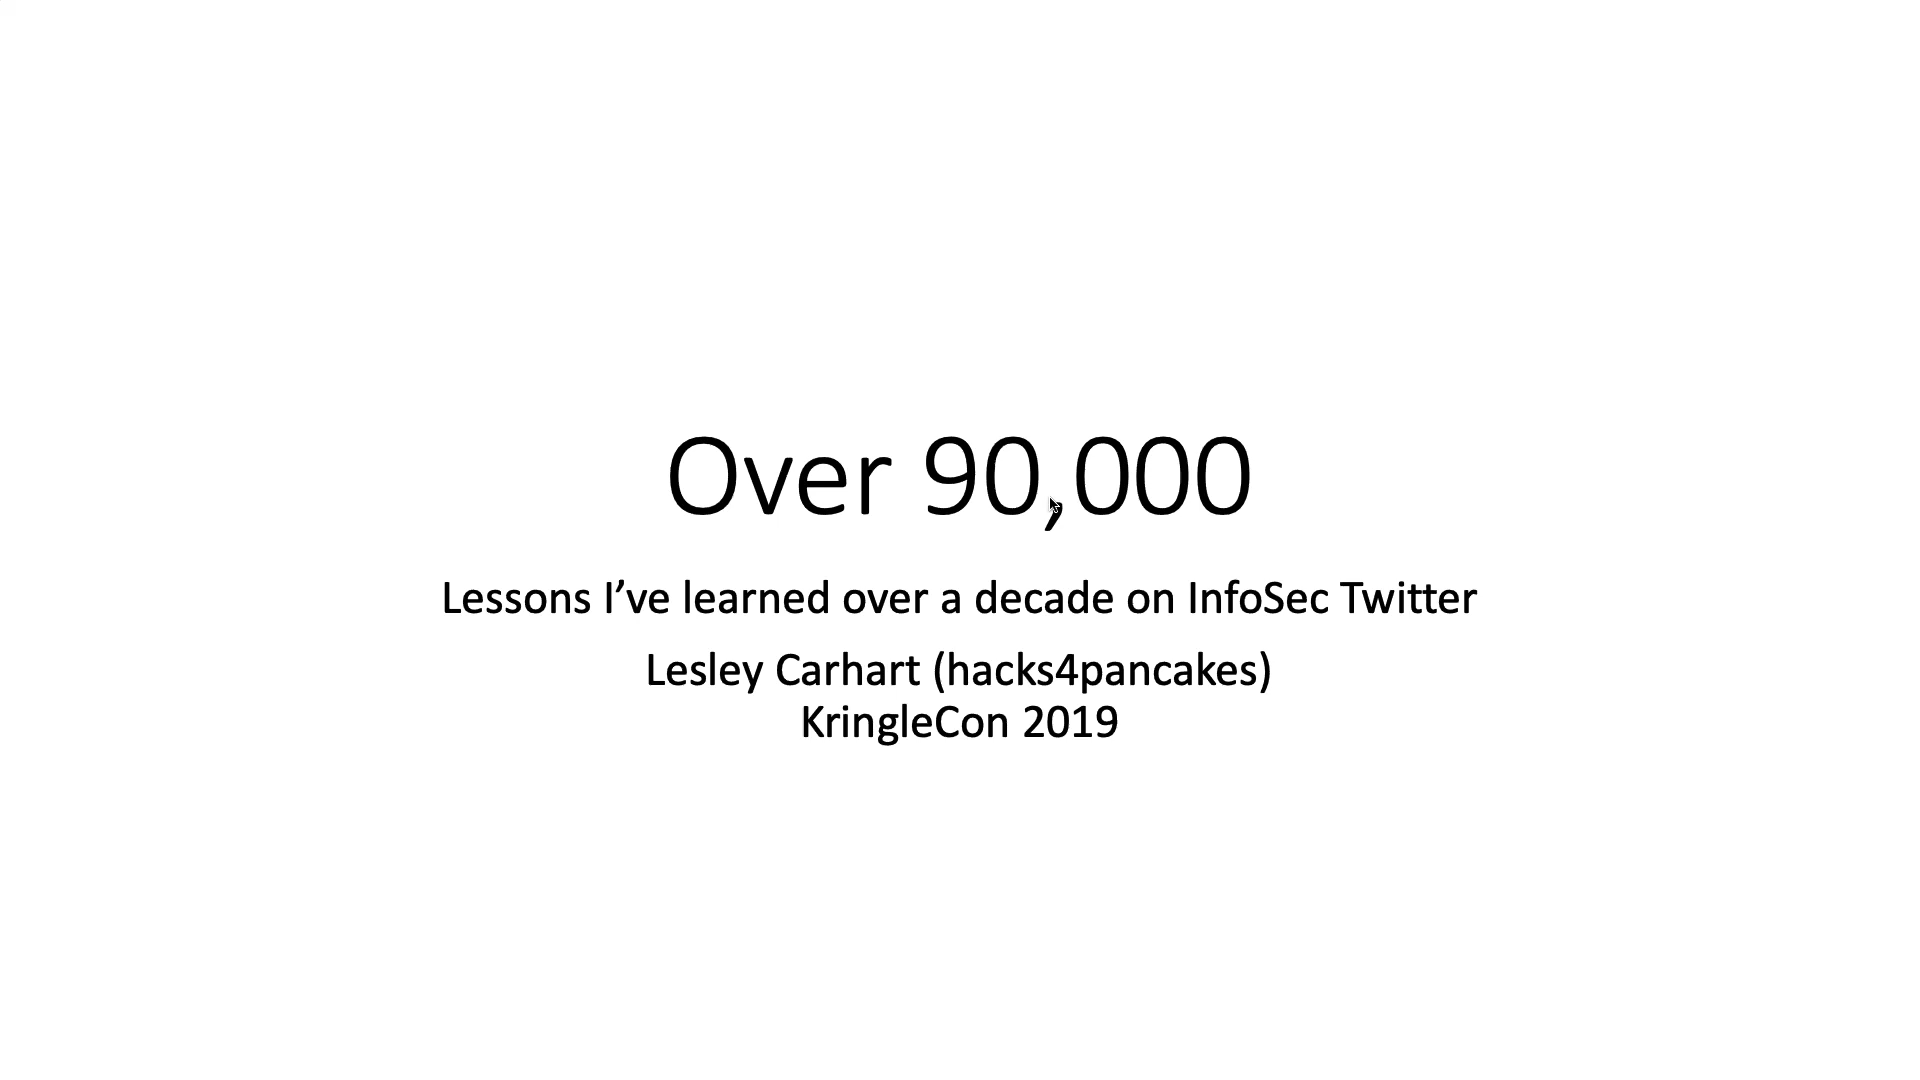 Over 90,000
Lessons I’ve learned over a decade on InfoSec Twitter
Lesley Carhart (hacks4pancakes)
KringleCon 2019